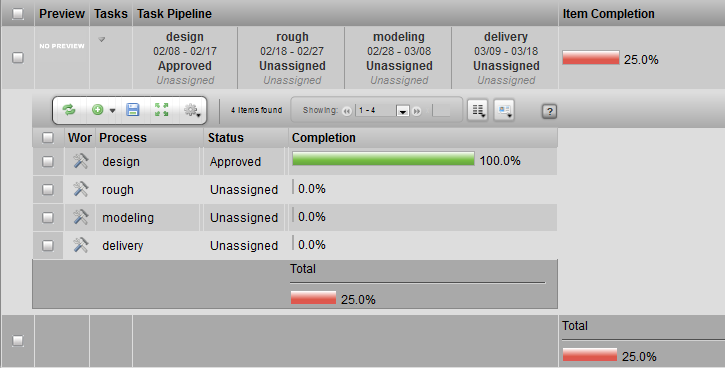 Preview Tasks Task Pipeline Item Completion
NO PREVIEW
design rough modeling delivery
02/08 - 02/17 02/18 - 02/27 02/28 - 03/08 03/09 - 03/18
Approved Unassigned Unassigned Unassigned
Unassigned Unassigned Unassigned Unassigned
25.0%
4 items found Showing: 1 - 4 ?
Wor Process Status Completion
design Approved 100.0%
rough Unassigned 0.0%
modeling Unassigned 0.0%
delivery Unassigned 0.0%
Total
25.0%
Total
25.0%